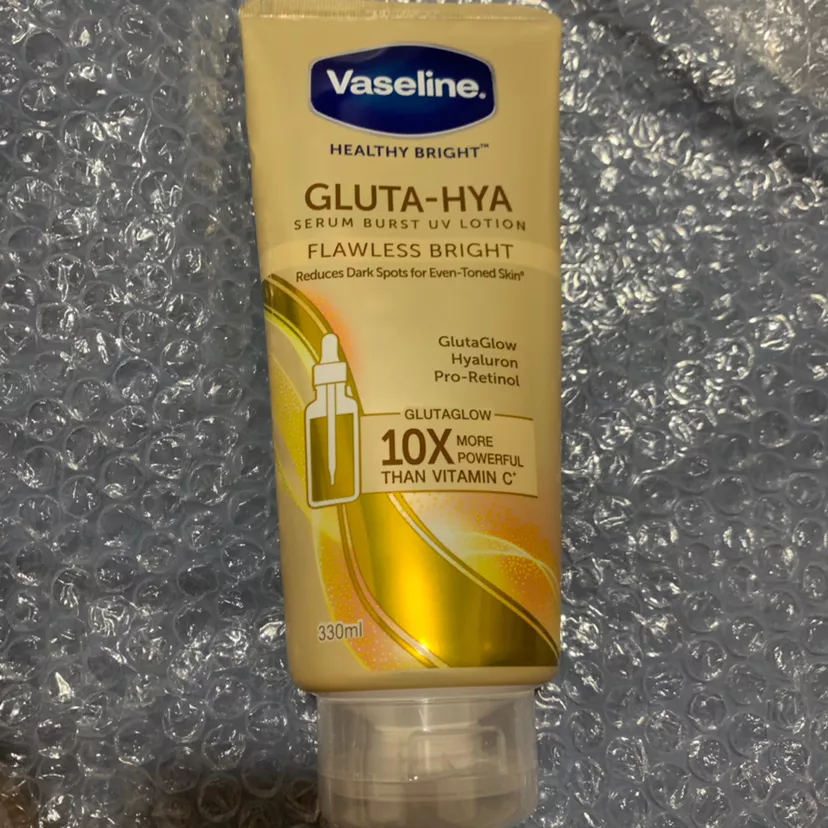 Vaseline.
HEALTHY BRIGHT™
GLUTA-HYA
SERUM BURST UV LOTION
FLAWLESS BRIGHT
Reduces Dark Spots for Even-Toned Skin*
GlutaGlow
Hyaluron
Pro-Retinol
GLUTAGLOW
10X MORE
POWERFUL
THAN VITAMIN C*
330ml